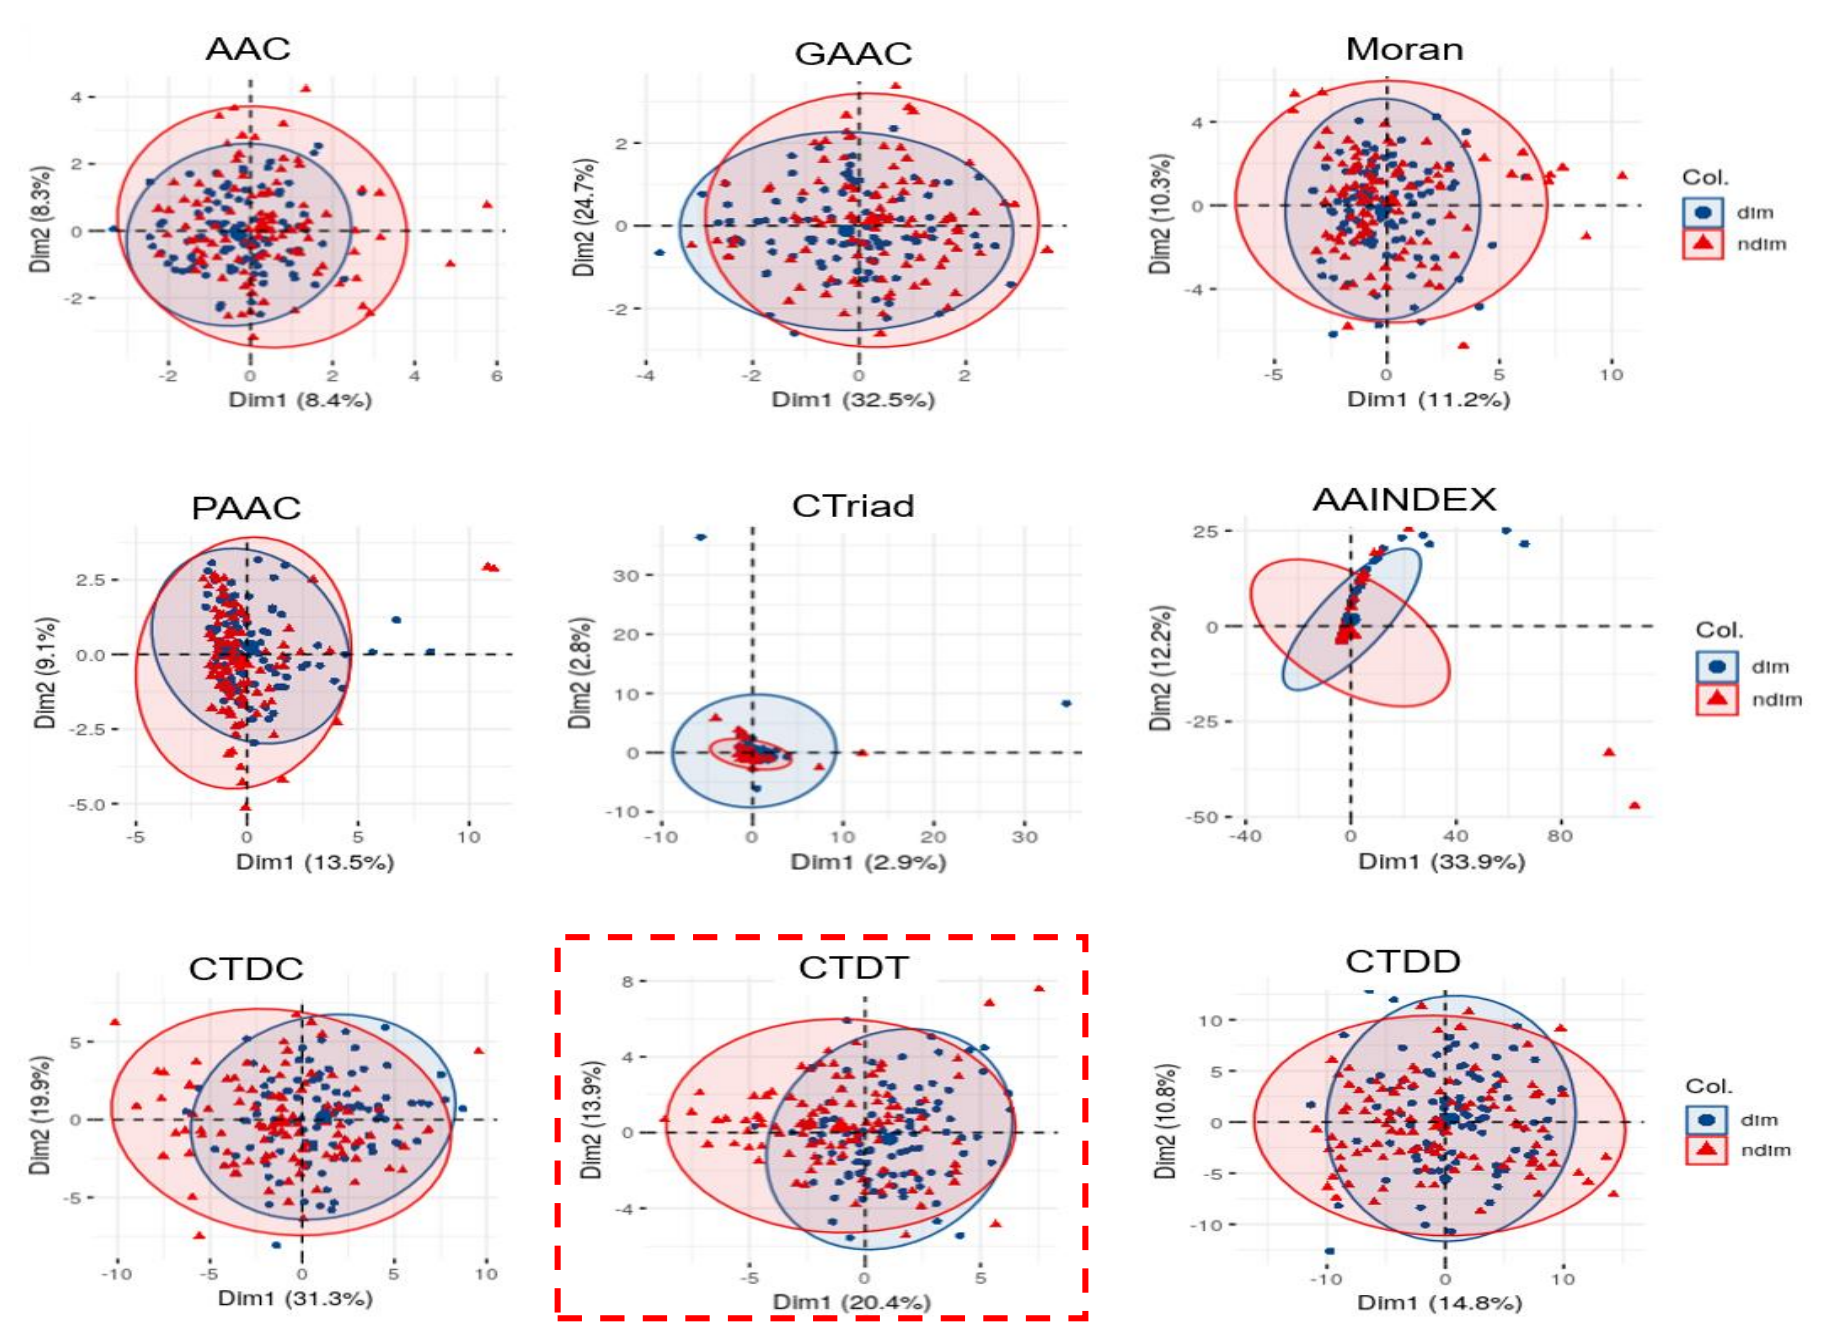 AAC
GAAC
Moran
4
2
0
-2
Dim2 (8.3%)
-2
0
2
4
6
Dim1 (8.4%)
2
0
-2
Dim2 (24.7%)
-4
-2
0
2
Dim1 (32.5%)
4
0
-4
Dim2 (10.3%)
-5
0
5
10
Dim1 (11.2%)
Col.
dim
ndim
PAAC
CTriad
AAINDEX
2.5
0.0
-2.5
-5.0
Dim2 (9.1%)
-5
0
5
10
Dim1 (13.5%)
30
20
10
0
-10
Dim2 (2.8%)
-10
0
10
20
30
Dim1 (2.9%)
25
0
-25
-50
Dim2 (12.2%)
-40
0
40
80
Dim1 (33.9%)
Col.
dim
ndim
CTDC
CTDT
CTDD
5
0
-5
Dim2 (19.9%)
-10
-5
0
5
10
Dim1 (31.3%)
8
4
0
-4
Dim2 (13.9%)
-5
0
5
Dim1 (20.4%)
10
5
0
-5
-10
Dim2 (10.8%)
-10
0
10
Dim1 (14.8%)
Col.
dim
ndim